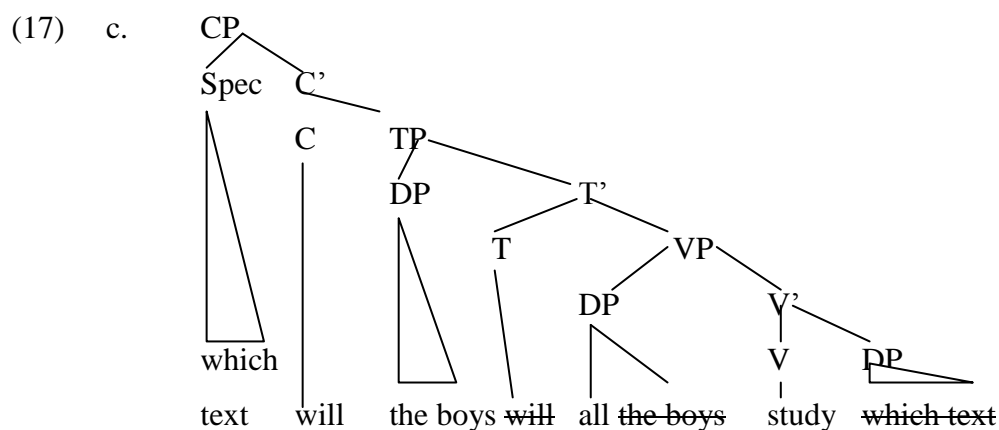 (17) c. CP
Spec C’
C TP
DP T’
T VP
DP V’
which V DP
text will the boys will all the boys study which text